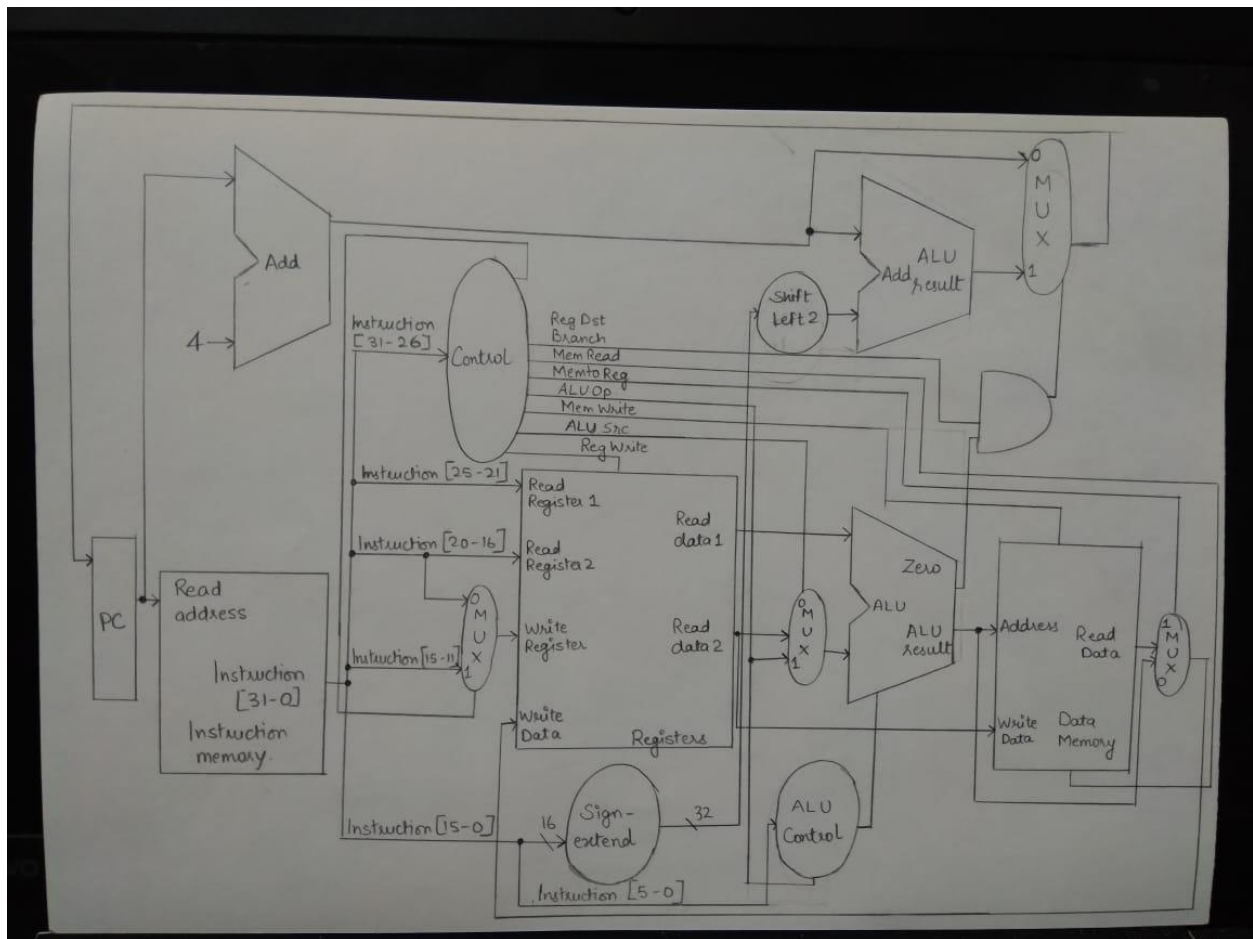 Add
4
Instruction
[31-26]
Control
Reg Dst
Branch
Mem Read
Memto Reg
ALU Op
Mem Write
ALU Src
Reg Write
Shift
Left 2
Add
ALU
result
0
M
U
X
1
PC
Read
address
Instruction
[31-0]
Instruction
memory.
Instruction [25-21]
Instruction [20-16]
Instruction [15-11]
0
M
U
X
1
Read
Register 1
Read
Register 2
Write
Register
Write
Data
Registers
Read
data 1
Read
data 2
0
M
U
X
1
Zero
ALU
ALU
result
Address
Read
Data
Write
Data
Data
Memory
1
M
U
X
0
Instruction [15-0]
16
Sign-
extend
32
ALU
Control
Instruction [5-0]